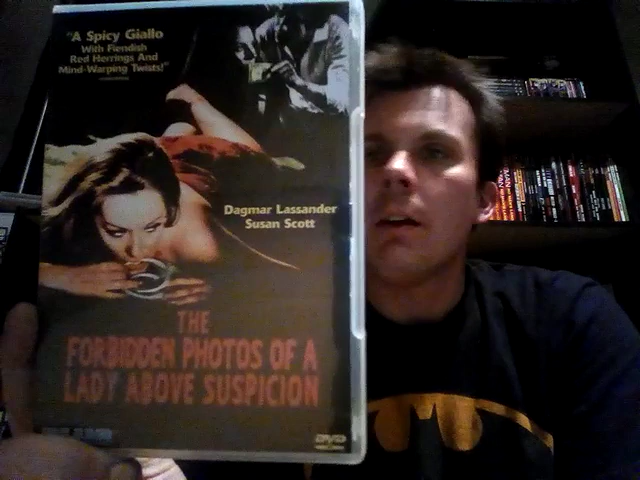 "A Spicy Giallo
With Fiendish
Red Herrings And
Mind-Warping Twists!"
Dagmar Lassander
Susan Scott
THE
FORBIDDEN PHOTOS OF A
LADY ABOVE SUSPICION
DVD